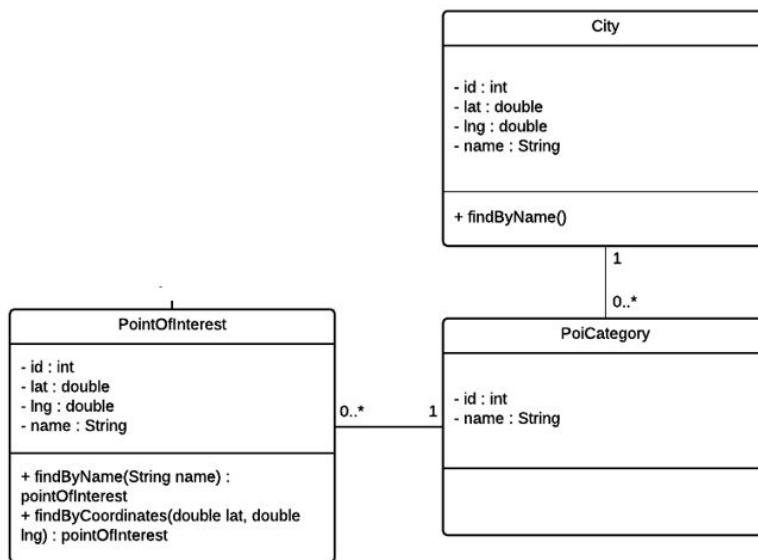 City
- id : int
- lat : double
- lng : double
- name : String
+ findByName()
1
0..*
PointOfInterest
- id : int
- lat : double
- lng : double
- name : String
+ findByName(String name) :
pointOfInterest
+ findByCoordinates(double lat, double
lng) : pointOfInterest
0..*
1
PoiCategory
- id : int
- name : String